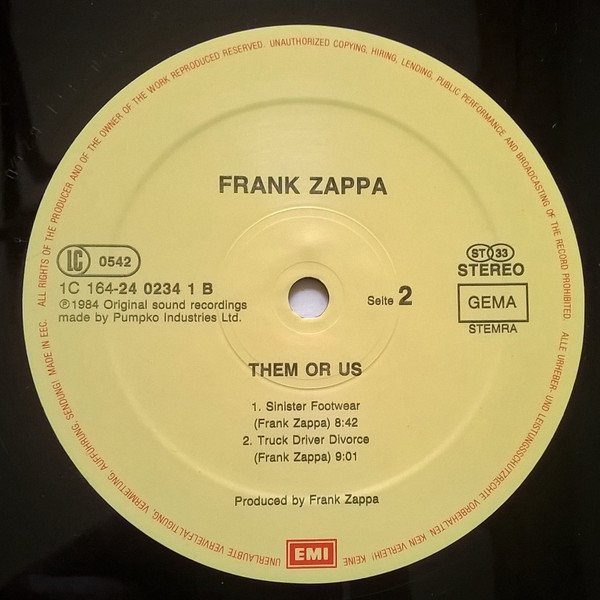 ALL RIGHTS OF THE PRODUCER AND OF THE OWNER OF THE WORK REPRODUCED RESERVED. UNAUTHORIZED COPYING, HIRING, LENDING, PUBLIC PERFORMANCE AND BROADCASTING OF THE RECORD PROHIBITED.
FRANK ZAPPA
LC 0542
1C 164-24 0234 1 B
℗ 1984 Original sound recordings
made by Pumpko Industries Ltd.
Seite 2
ST 33
STEREO
GEMA
STEMRA
THEM OR US
1. Sinister Footwear
(Frank Zappa) 8:42
2. Truck Driver Divorce
(Frank Zappa) 9:01
Produced by Frank Zappa
EMI
ALLE URHEBER- UND LEISTUNGSSCHUTZRECHTE VORBEHALTEN KEIN VERLEIH! KEINE UNERLAUBTE VERVIELFÄLTIGUNG, VERMIETUNG, AUFFÜHRUNG, SENDUNG! MADE IN EEC.